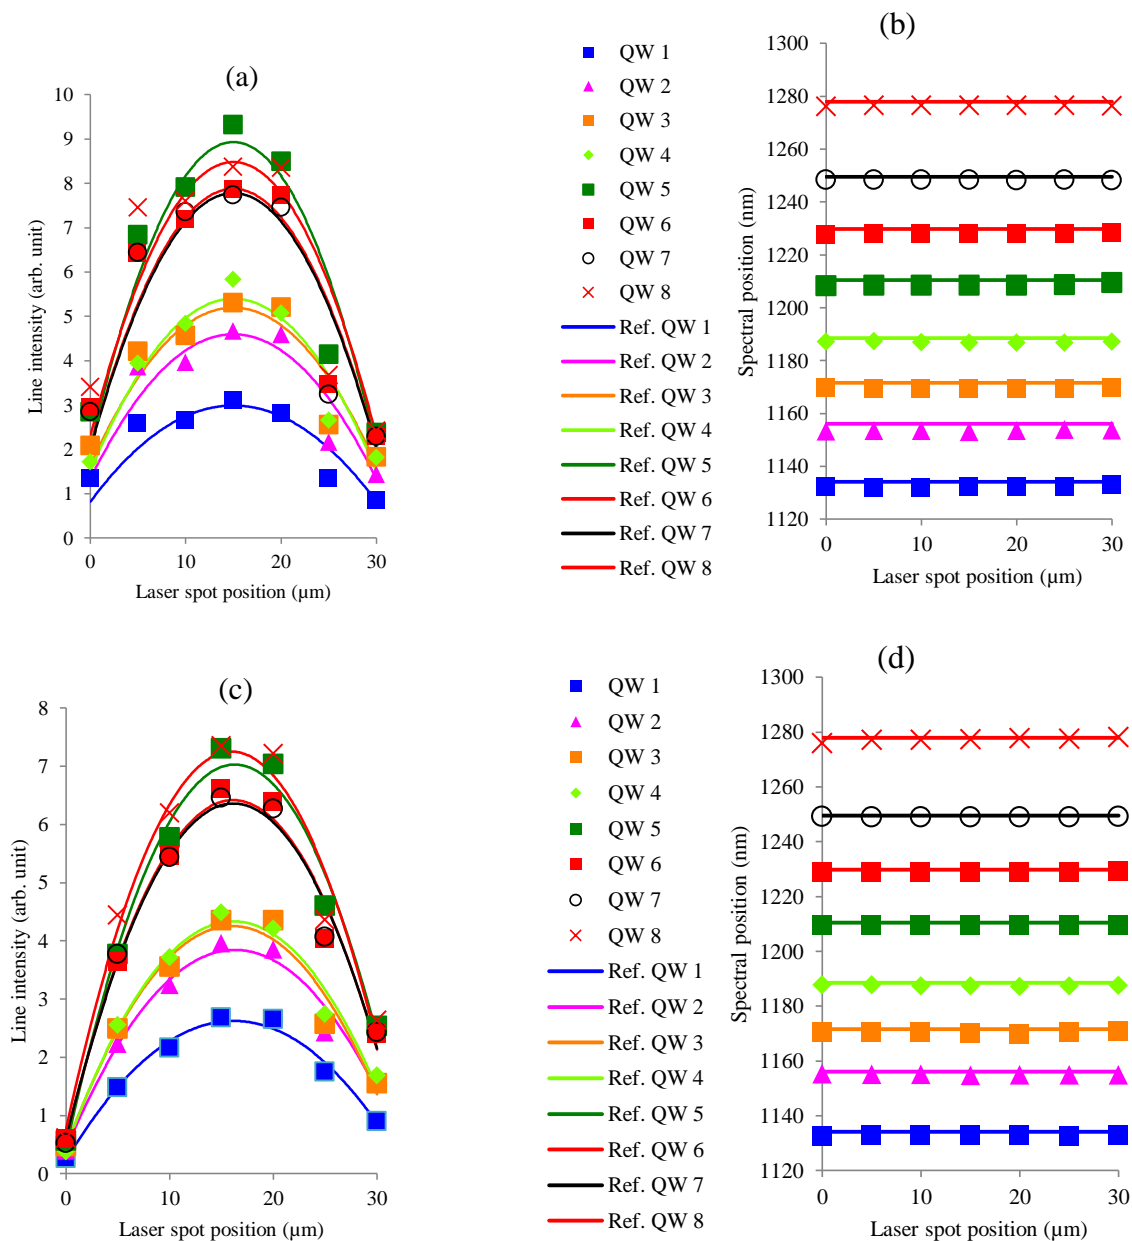 (a)
10
9
8
7
6
5
4
3
2
1
0
0 10 20 30
Line intensity (arb. unit)
Laser spot position (µm)
QW 1
QW 2
QW 3
QW 4
QW 5
QW 6
QW 7
QW 8
Ref. QW 1
Ref. QW 2
Ref. QW 3
Ref. QW 4
Ref. QW 5
Ref. QW 6
Ref. QW 7
Ref. QW 8
(b)
1300
1280
1260
1240
1220
1200
1180
1160
1140
1120
0 10 20 30
Spectral position (nm)
Laser spot position (µm)
(c)
8
7
6
5
4
3
2
1
0
0 10 20 30
Line intensity (arb. unit)
Laser spot position (µm)
QW 1
QW 2
QW 3
QW 4
QW 5
QW 6
QW 7
QW 8
Ref. QW 1
Ref. QW 2
Ref. QW 3
Ref. QW 4
Ref. QW 5
Ref. QW 6
Ref. QW 7
Ref. QW 8
(d)
1300
1280
1260
1240
1220
1200
1180
1160
1140
1120
0 10 20 30
Spectral position (nm)
Laser spot position (µm)